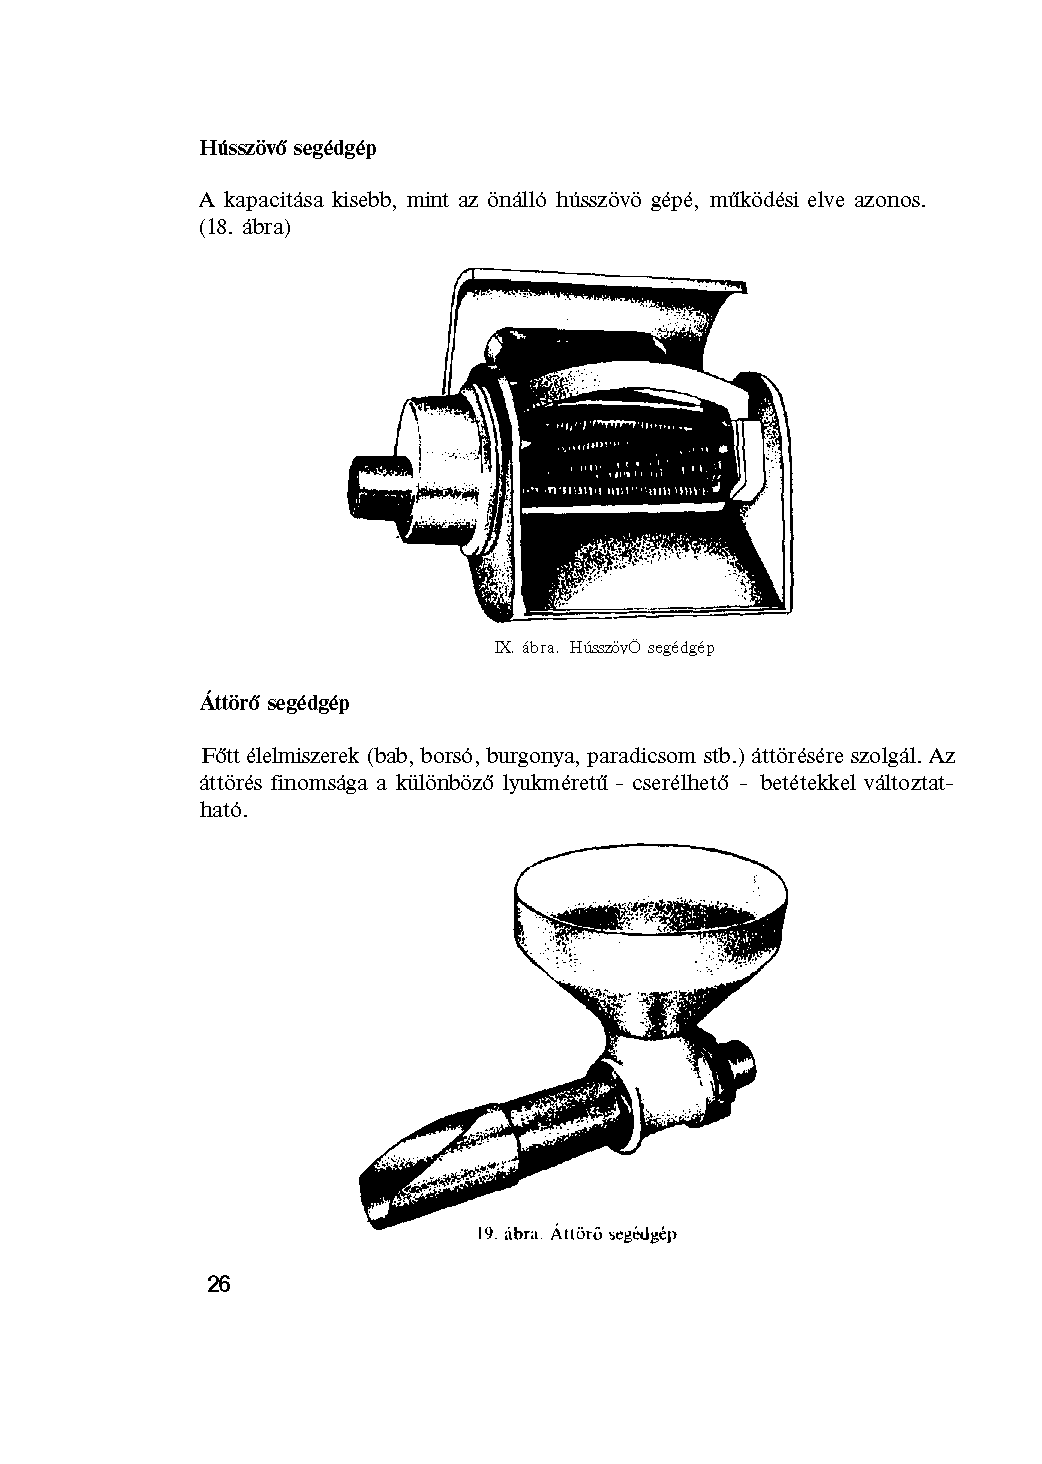 Hússzövő segédgép
A kapacitása kisebb, mint az önálló hússzövö gépé, működési elve azonos.
(18. ábra)
IX. ábra. HússzövÖ segédgép
Áttörő segédgép
Főtt élelmiszerek (bab, borsó, burgonya, paradicsom stb.) áttörésére szolgál. Az
áttörés finomsága a különböző lyukméretű - cserélhető - betétekkel változtat-
ható.
19. ábra. Áttörő segédgép
26